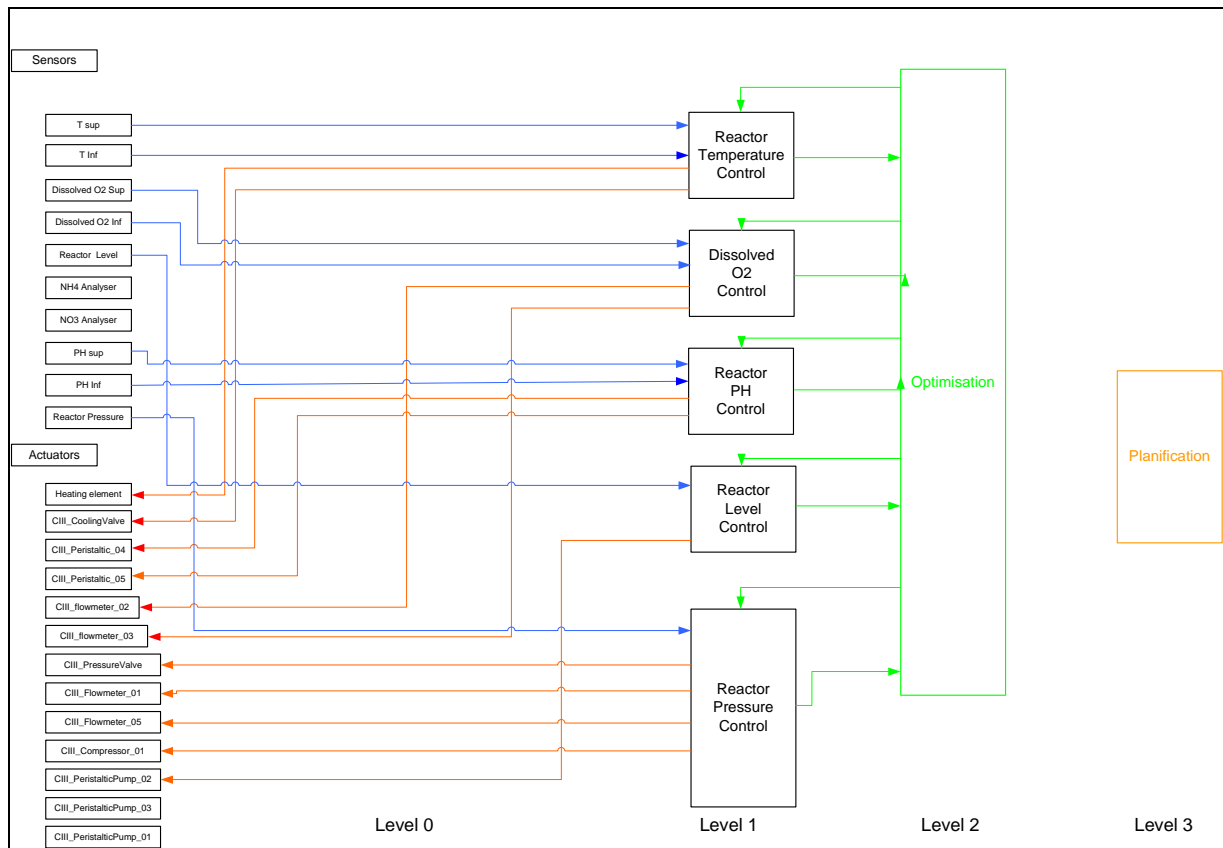 Sensors
T sup
T Inf
Dissolved O2 Sup
Dissolved O2 Inf
Reactor  Level
NH4 Analyser
NO3 Analyser
PH sup
PH Inf
Reactor Pressure
Actuators
Heating element
CIII_CoolingValve
CIII_Peristaltic_04
CIII_Peristaltic_05
CIII_flowmeter_02
CIII_flowmeter_03
CIII_PressureValve
CIII_Flowmeter_01
CIII_Flowmeter_05
CIII_Compressor_01
CIII_PeristalticPump_02
CIII_PeristalticPump_03
CIII_PeristalticPump_01
Reactor
Temperature
Control
Dissolved
O2
Control
Reactor
PH
Control
Reactor
Level
Control
Reactor
Pressure
Control
Optimisation
Planification
Level 0
Level 1
Level 2
Level 3